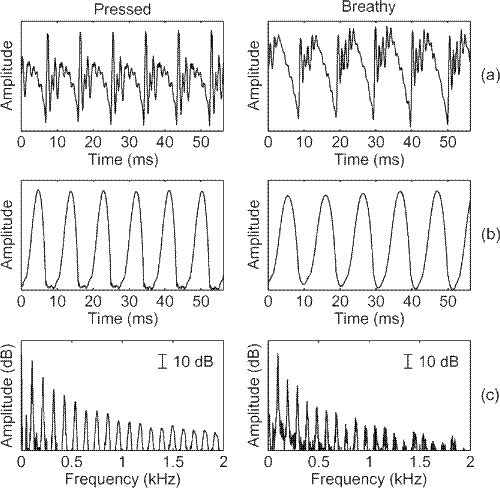 Pressed Breathy
Amplitude Amplitude (a)
0 10 20 30 40 50 0 10 20 30 40 50
Time (ms) Time (ms)
Amplitude Amplitude (b)
0 10 20 30 40 50 0 10 20 30 40 50
Time (ms) Time (ms)
Amplitude (dB) 10 dB Amplitude (dB) 10 dB (c)
0 0.5 1 1.5 2 0 0.5 1 1.5 2
Frequency (kHz) Frequency (kHz)